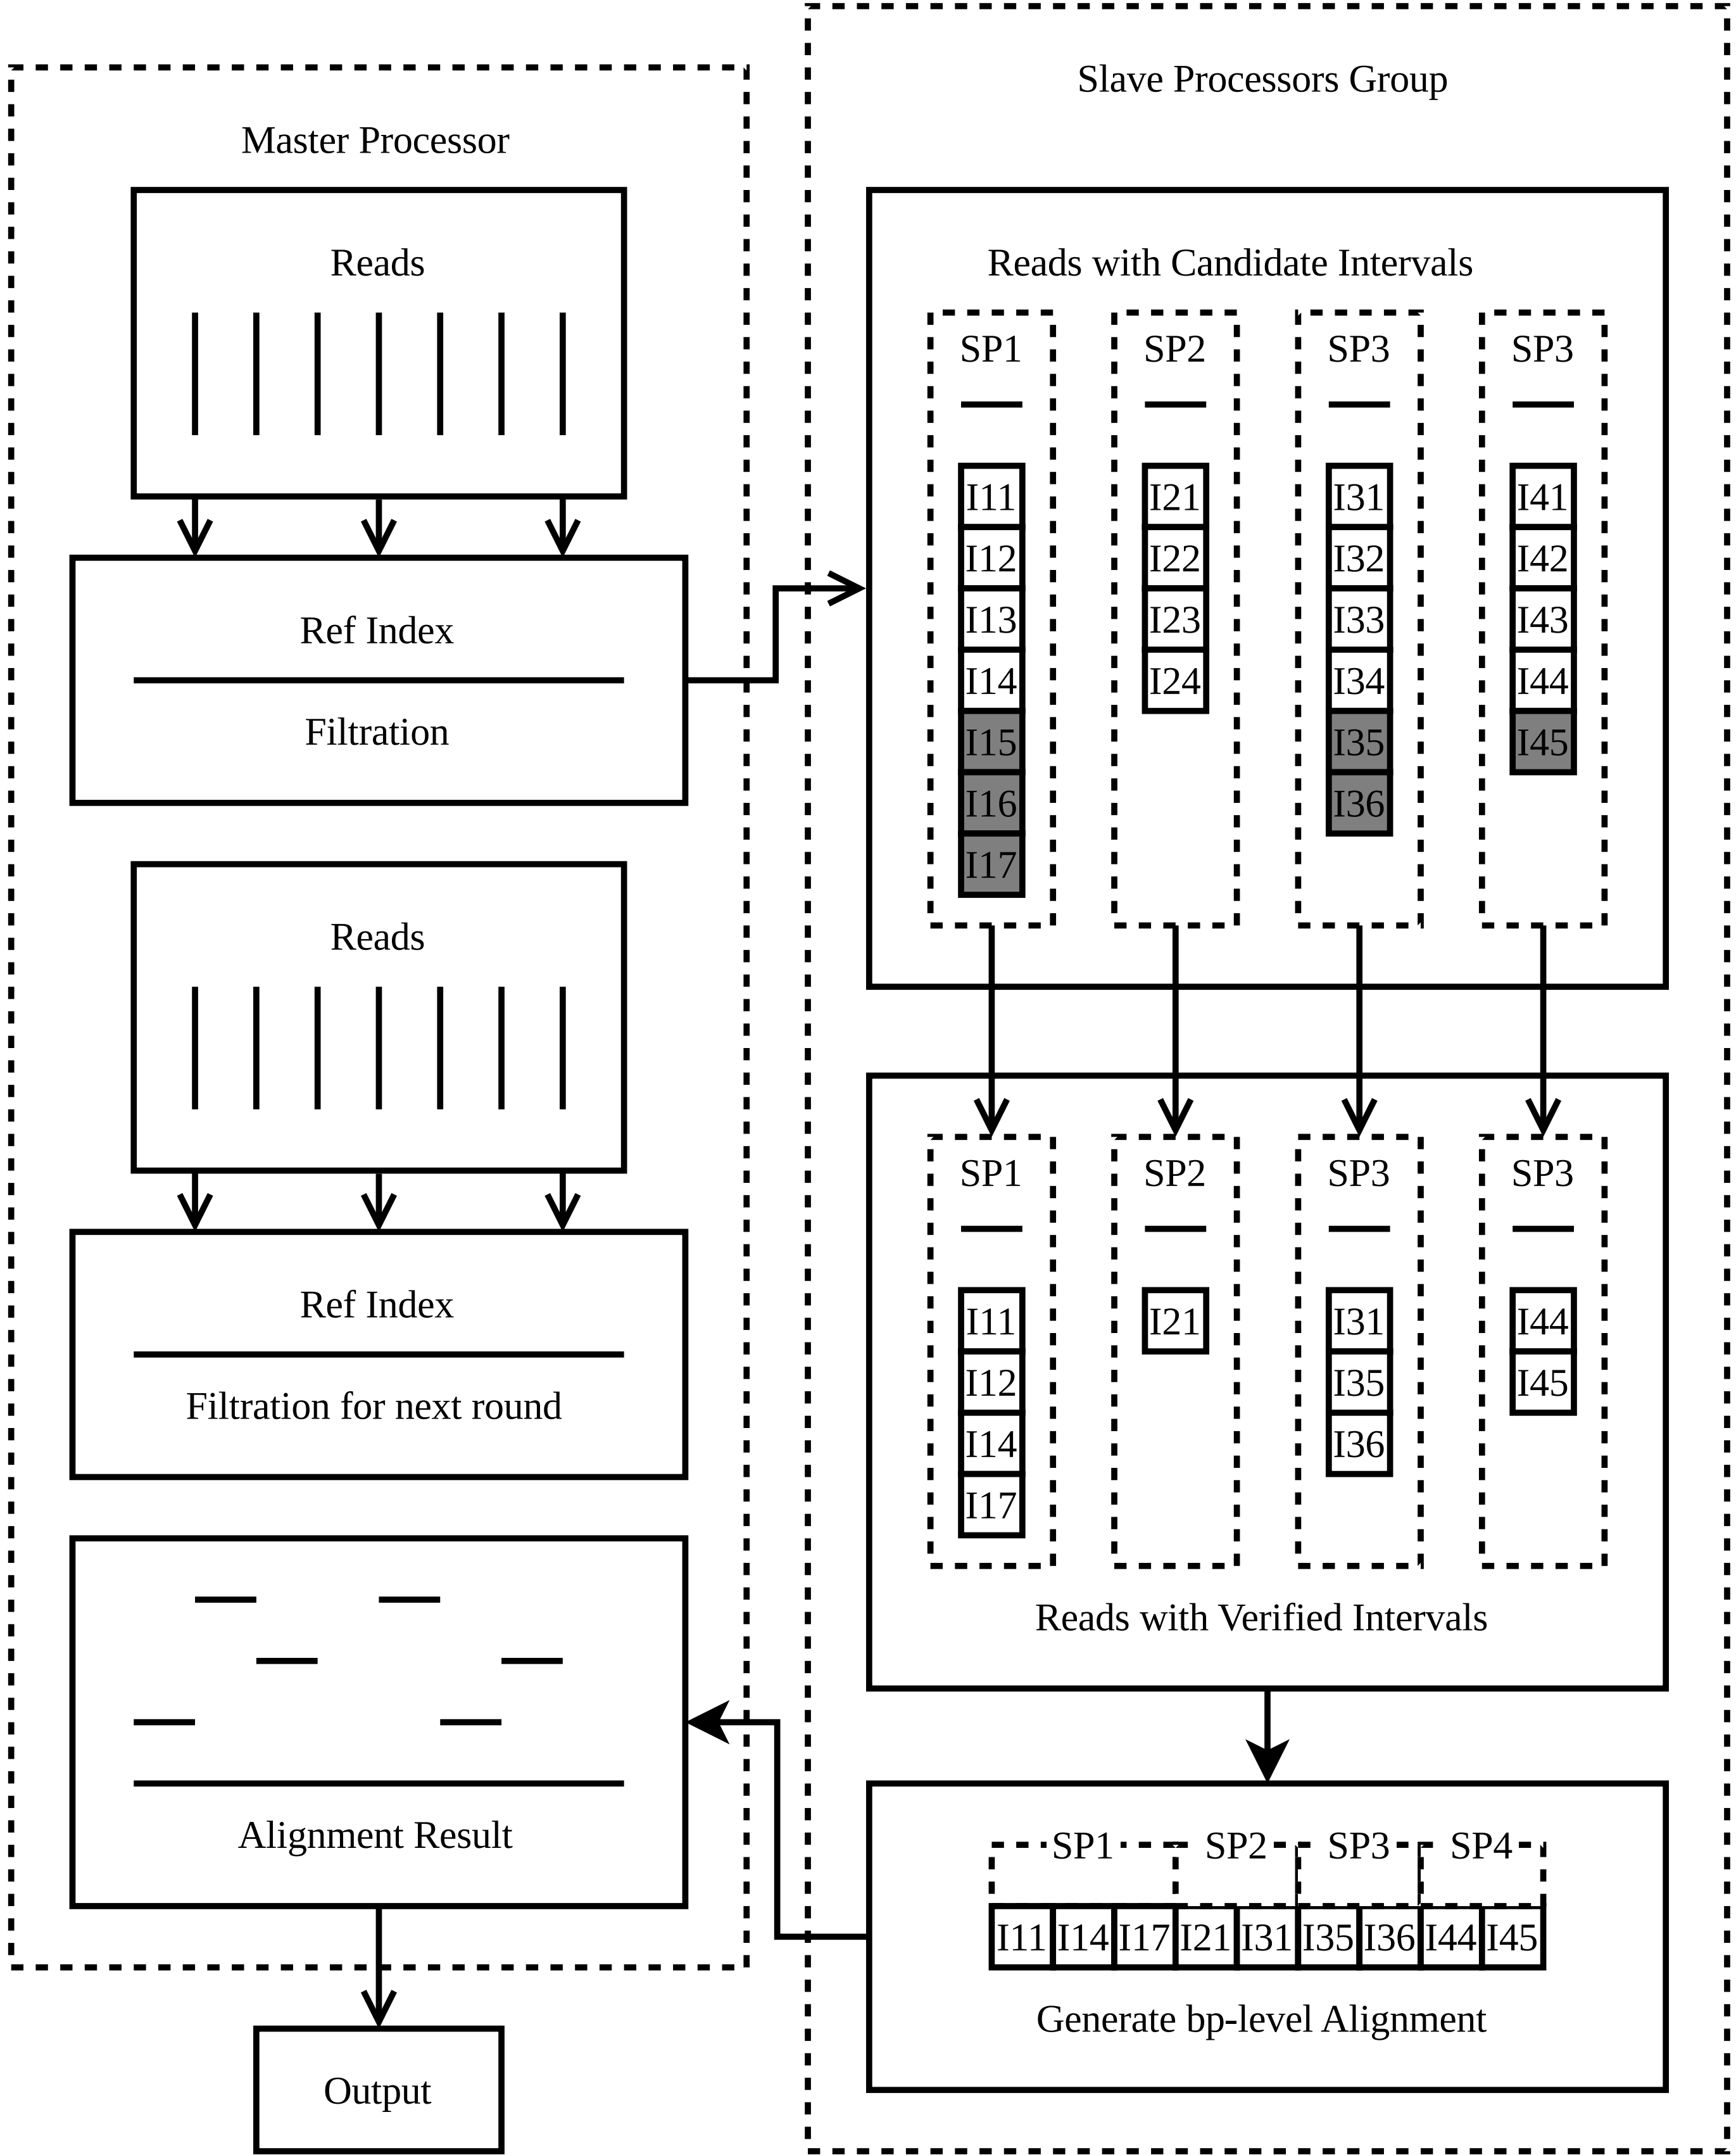 Master Processor
Reads
Ref Index
Filtration
Reads
Ref Index
Filtration for next round
Alignment Result
Output
Slave Processors Group
Reads with Candidate Intervals
SP1 SP2 SP3 SP3
I11 I21 I31 I41
I12 I22 I32 I42
I13 I23 I33 I43
I14 I24 I34 I44
I15 I35 I45
I16 I36
I17
SP1 SP2 SP3 SP3
I11 I21 I31 I44
I12 I35 I45
I14 I36
I17
Reads with Verified Intervals
SP1 SP2 SP3 SP4
I11 I14 I17 I21 I31 I35 I36 I44 I45
Generate bp-level Alignment